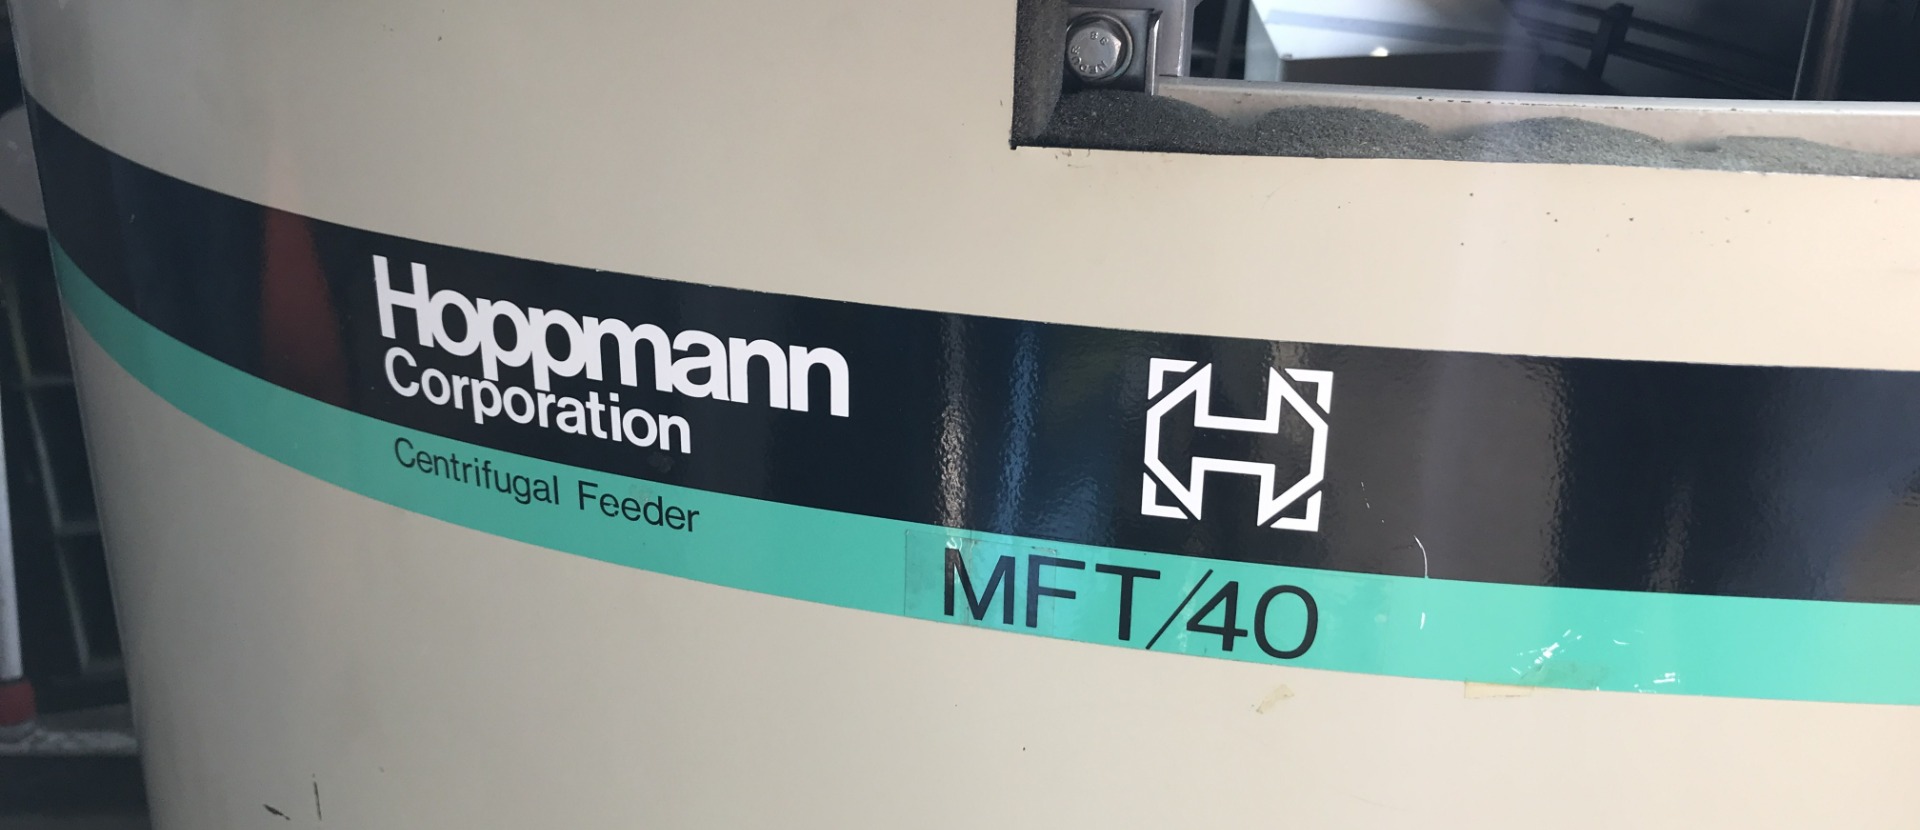 Hoppmann
Corporation
Centrifugal Feeder
MFT/40